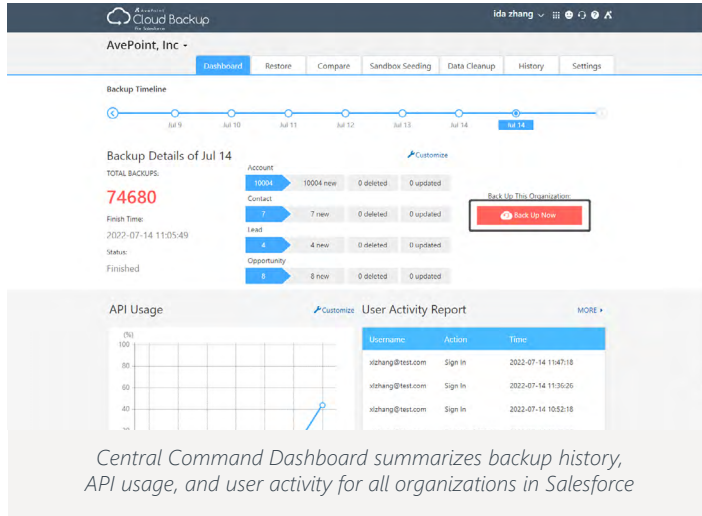 AvePoint
Cloud Backup
For Salesforce
ida zhang
AvePoint, Inc
Dashboard Restore Compare Sandbox Seeding Data Cleanup History Settings
Backup Timeline
Jul 9 Jul 10 Jul 11 Jul 12 Jul 13 Jul 14 Jul 14
Backup Details of Jul 14
Customize
TOTAL BACKUPS:
74680
Finish Time:
2022-07-14 11:05:49
Status:
Finished
Account
10004 10004 new 0 deleted 0 updated
Contact
7 7 new 0 deleted 0 updated
Lead
4 4 new 0 deleted 0 updated
Opportunity
8 8 new 0 deleted 0 updated
Back Up This Organization:
Back Up Now
API Usage
Customize
(%)
100
80
60
40
User Activity Report
MORE
Username Action Time
xlzhang@test.com Sign In 2022-07-14 11:47:18
xlzhang@test.com Sign In 2022-07-14 11:36:26
xlzhang@test.com Sign In 2022-07-14 10:52:18
Central Command Dashboard summarizes backup history,
API usage, and user activity for all organizations in Salesforce